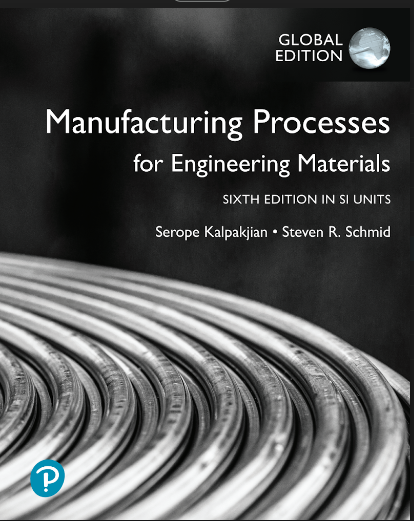 GLOBAL
EDITION
Manufacturing Processes
for Engineering Materials
SIXTH EDITION IN SI UNITS
Serope Kalpakjian • Steven R. Schmid
P